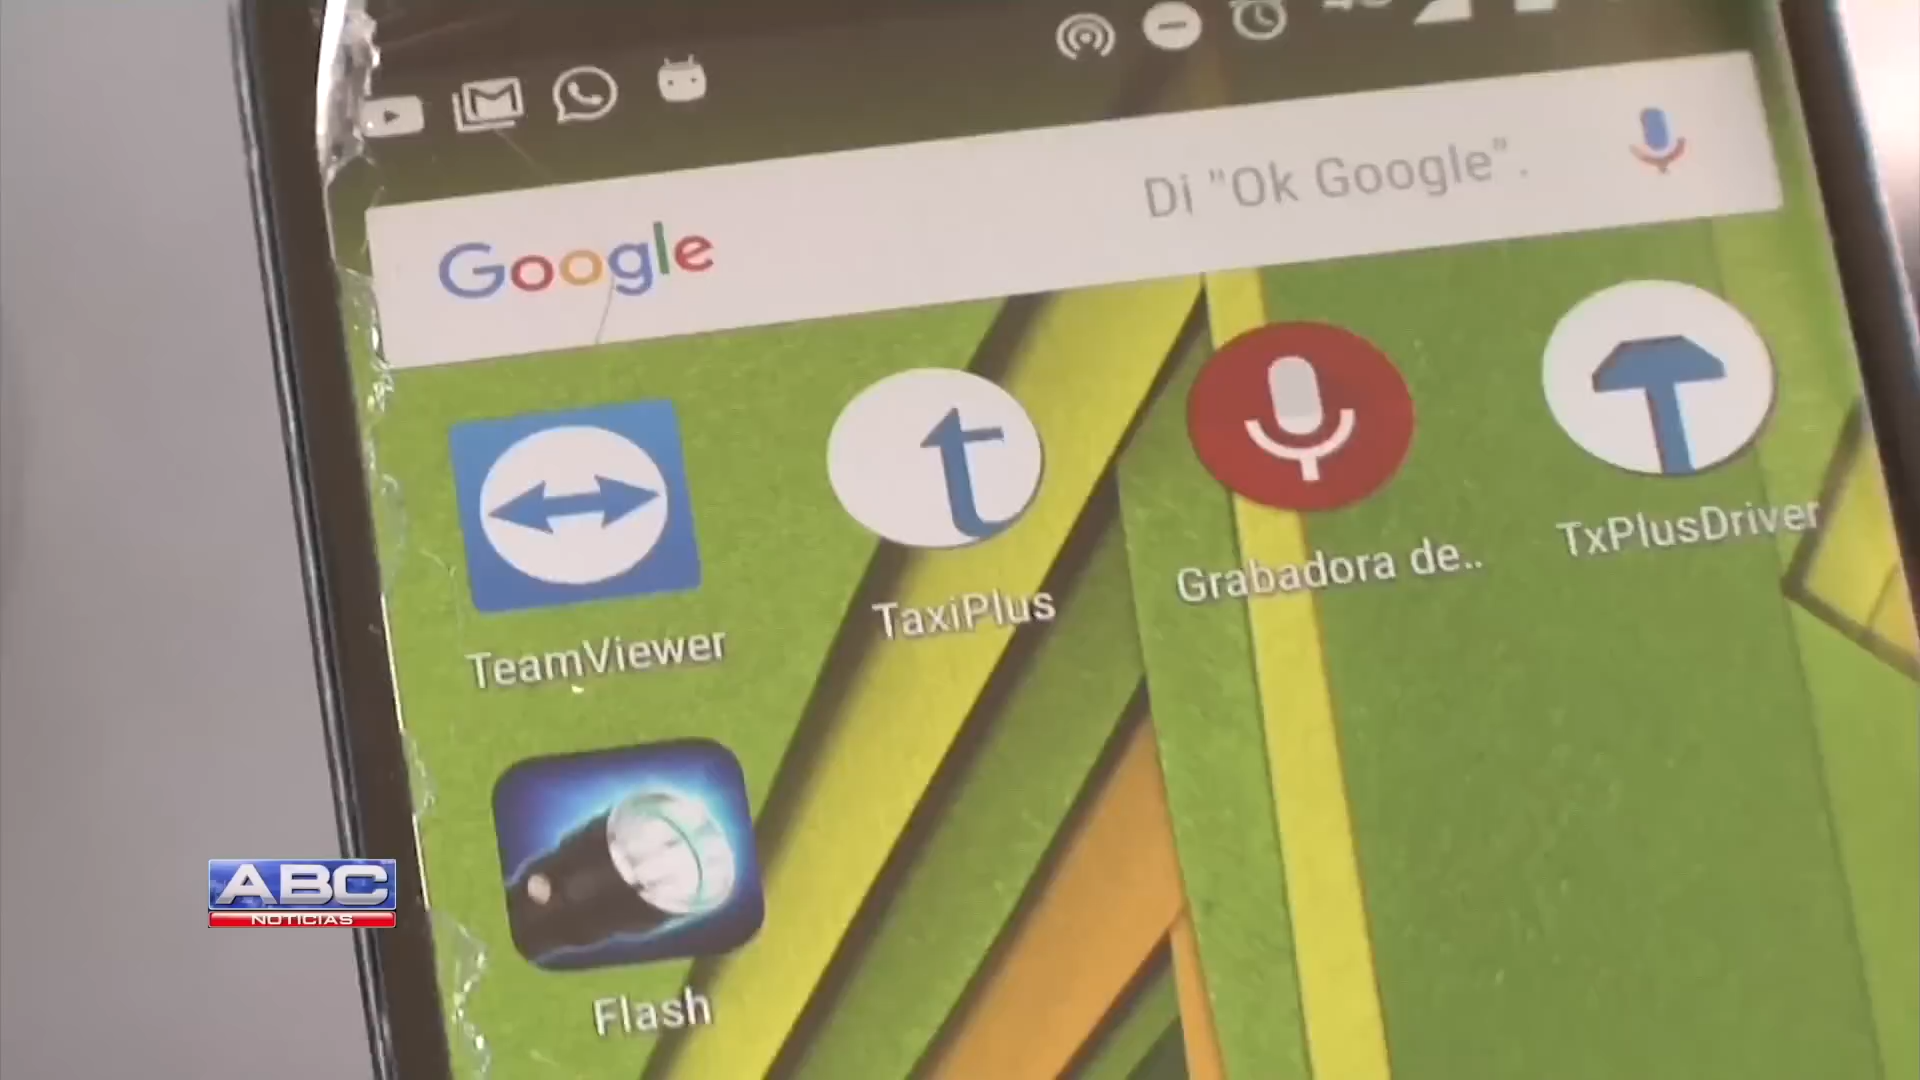 Di "Ok Google".
Google
TeamViewer
TaxiPlus
Grabadora de..
TxPlusDriver
Flash
ABC
NOTICIAS